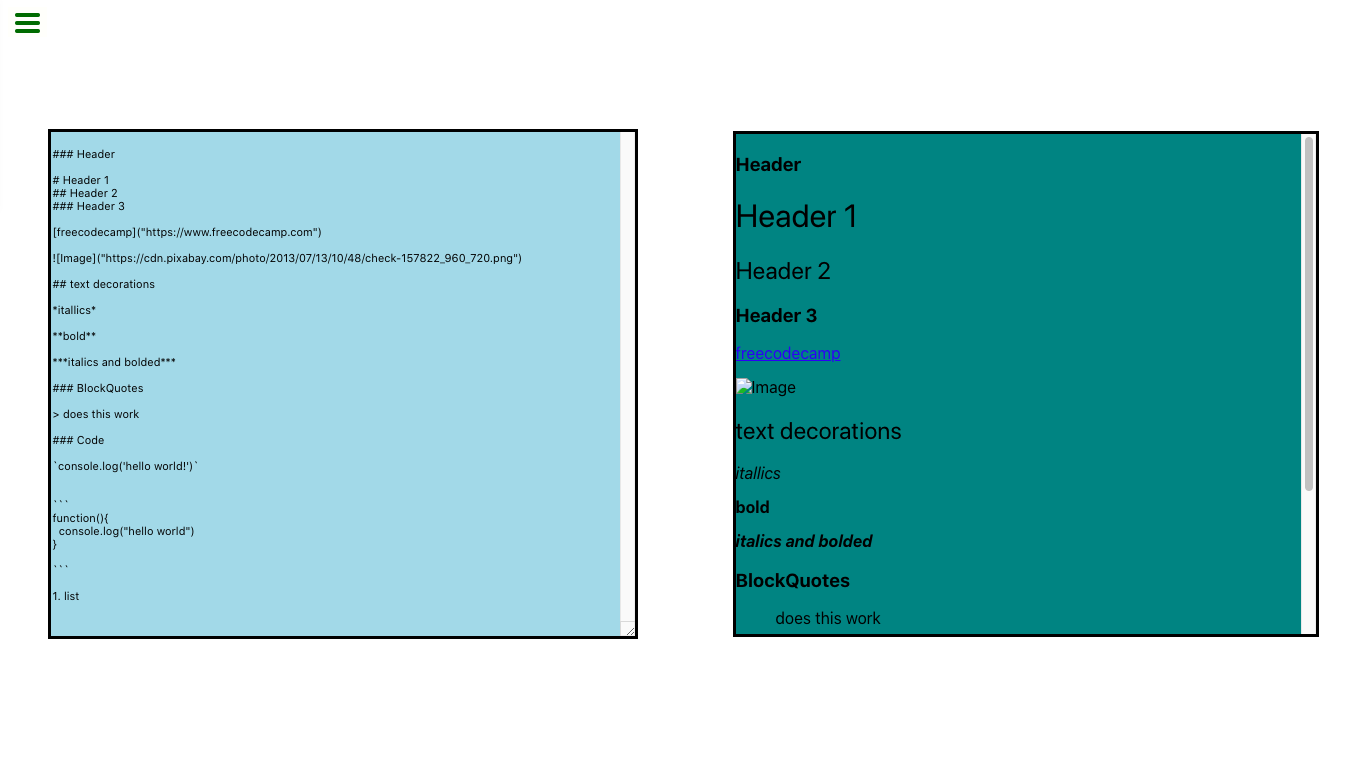 ### Header
# Header 1
## Header 2
### Header 3
[freecodecamp]("https://www.freecodecamp.com")
![Image]("https://cdn.pixabay.com/photo/2013/07/13/10/48/check-157822_960_720.png")
## text decorations
*itallics*
**bold**
***italics and bolded***
### BlockQuotes
> does this work
### Code
`console.log('hello world!')`
```
function(){
  console.log("hello world")
}
```
1. list
Header
Header 1
Header 2
Header 3
freecodecamp
Image
text decorations
itallics
bold
italics and bolded
BlockQuotes
does this work